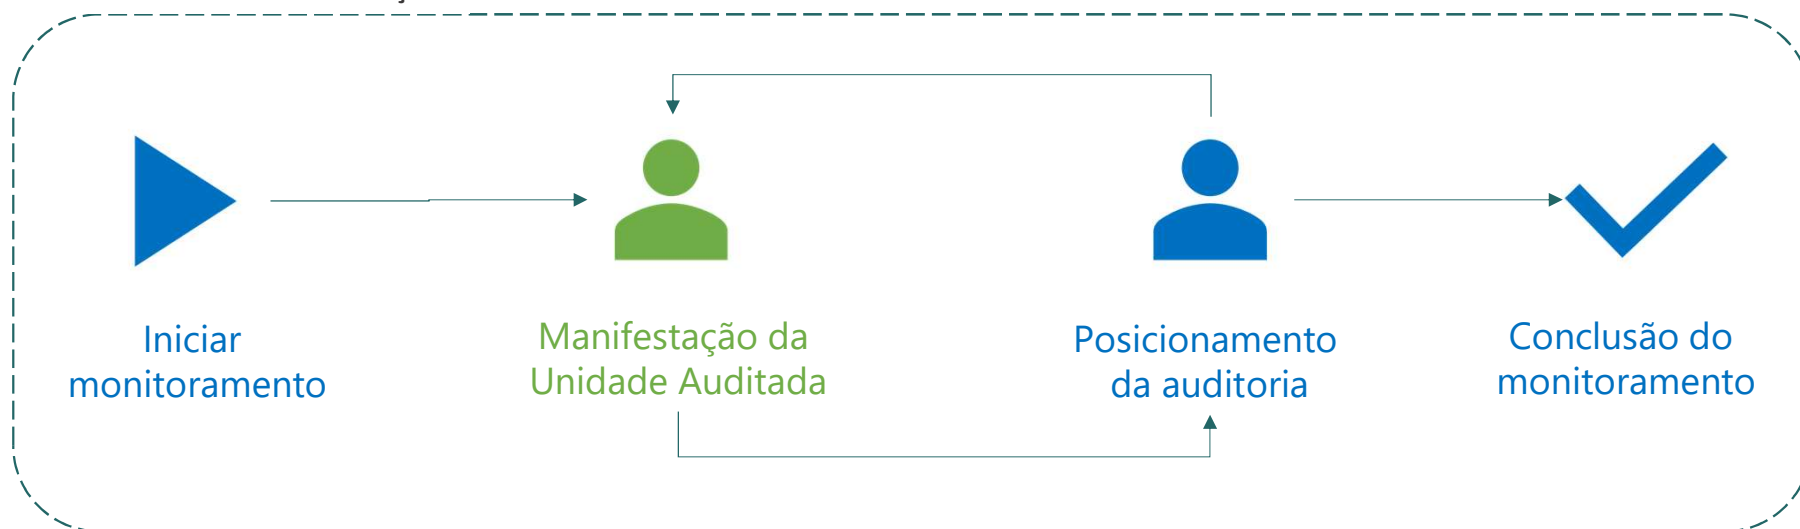 Iniciar
monitoramento
Manifestação da
Unidade Auditada
Posicionamento
da auditoria
Conclusão do
monitoramento